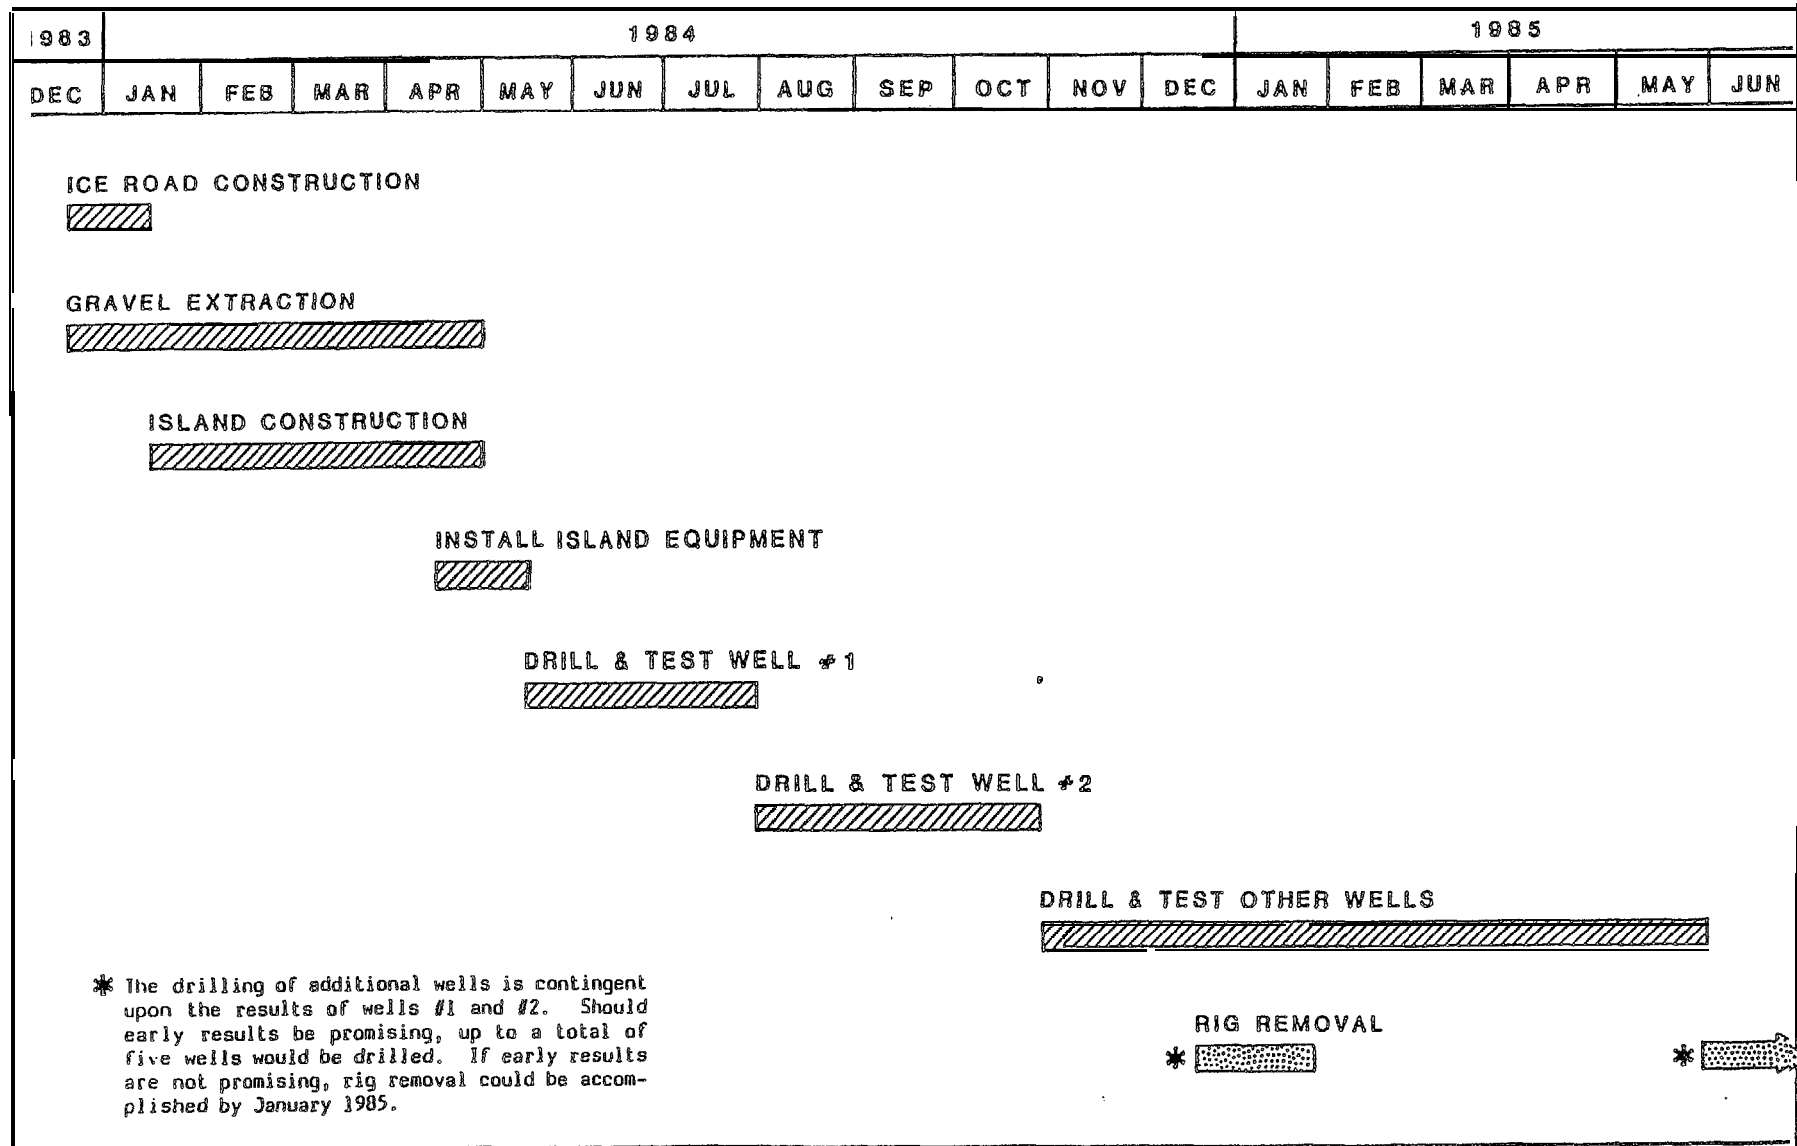 1983 1984 1985
DEC JAN FEB MAR APR MAY JUN JUL AUG SEP OCT NOV DEC JAN FEB MAR APR MAY JUN
ICE ROAD CONSTRUCTION
GRAVEL EXTRACTION
ISLAND CONSTRUCTION
INSTALL ISLAND EQUIPMENT
DRILL & TEST WELL #1
DRILL & TEST WELL #2
DRILL & TEST OTHER WELLS
RIG REMOVAL
* *
* The drilling of additional wells is contingent
upon the results of wells #1 and #2. Should
early results be promising, up to a total of
five wells would be drilled. If early results
are not promising, rig removal could be accom-
plished by January 1985.